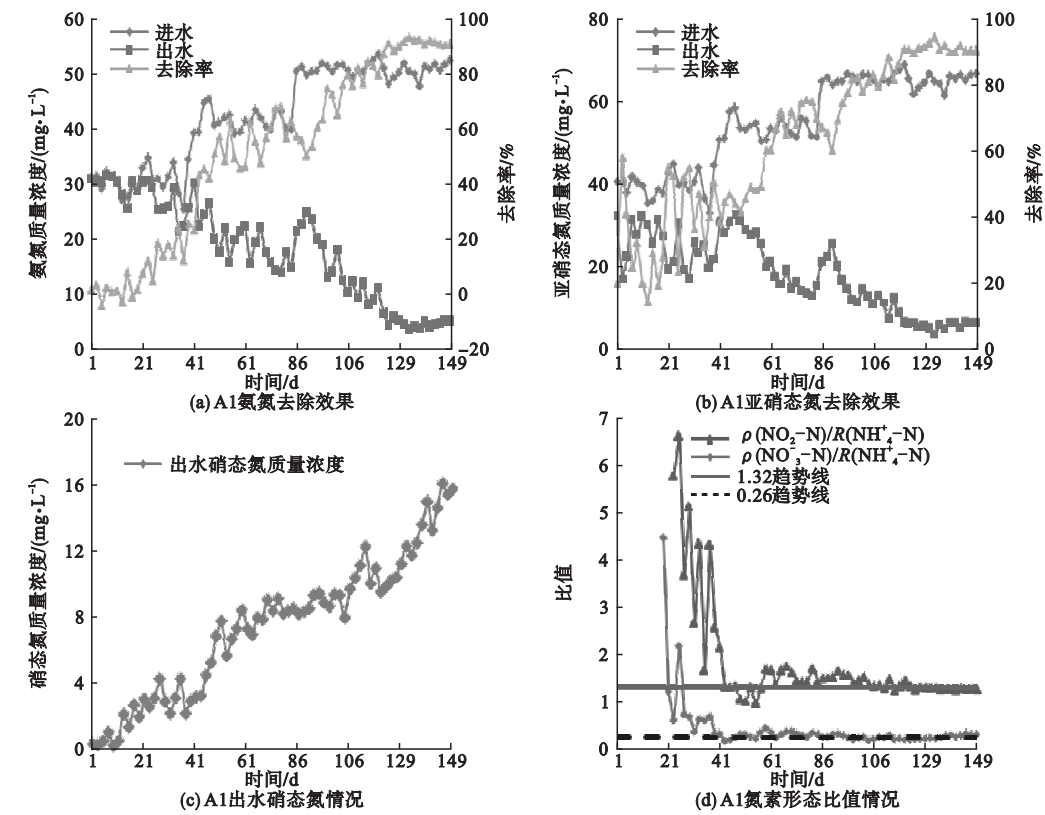 60
50
40
30
20
10
0
100
80
60
40
20
0
−20
进水
出水
去除率
氨氮质量浓度/(mg·L⁻¹)
去除率/%
1 21 41 61 86 106 129 149
时间/d
(a) A1氨氮去除效果
80
60
40
20
0
100
80
60
40
20
0
进水
出水
去除率
亚硝态氮质量浓度/(mg·L⁻¹)
去除率/%
1 21 41 61 86 106 129 149
时间/d
(b) A1亚硝态氮去除效果
20
16
12
8
4
0
出水硝态氮质量浓度
硝态氮质量浓度/(mg·L⁻¹)
1 21 41 61 86 106 129 149
时间/d
(c) A1出水硝态氮情况
7
6
5
4
3
2
1
0
ρ(NO₂−N)/R(NH⁺₄−N)
ρ(NO⁻₃−N)/R(NH⁺₄−N)
1.32趋势线
0.26趋势线
比值
1 21 41 61 86 106 129 149
时间/d
(d) A1氮素形态比值情况